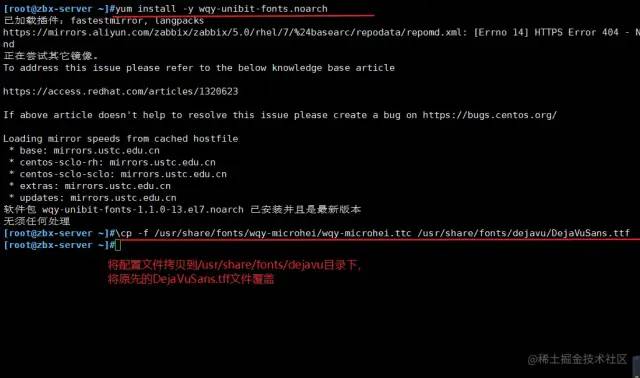 [root@zbx-server ~]#yum install -y wqy-unibit-fonts.noarch
已加载插件：fastestmirror, langpacks
https://mirrors.aliyun.com/zabbix/zabbix/5.0/rhel/7/%24basearc/repodata/repomd.xml: [Errno 14] HTTPS Error 404 - N
nd
正在尝试其它镜像。
To address this issue please refer to the below knowledge base article
https://access.redhat.com/articles/1320623
If above article doesn't help to resolve this issue please create a bug on https://bugs.centos.org/
Loading mirror speeds from cached hostfile
* base: mirrors.ustc.edu.cn
* centos-sclo-rh: mirrors.ustc.edu.cn
* centos-sclo-sclo: mirrors.ustc.edu.cn
* extras: mirrors.ustc.edu.cn
* updates: mirrors.ustc.edu.cn
软件包 wqy-unibit-fonts-1.1.0-13.el7.noarch 已安装并且是最新版本
无须任何处理
[root@zbx-server ~]#\cp -f /usr/share/fonts/wqy-microhei/wqy-microhei.ttc /usr/share/fonts/dejavu/DejaVuSans.ttf
[root@zbx-server ~]#
将配置文件拷贝到/usr/share/fonts/dejavu目录下，
将原先的DejaVuSans.tff文件覆盖
@稀土掘金技术社区